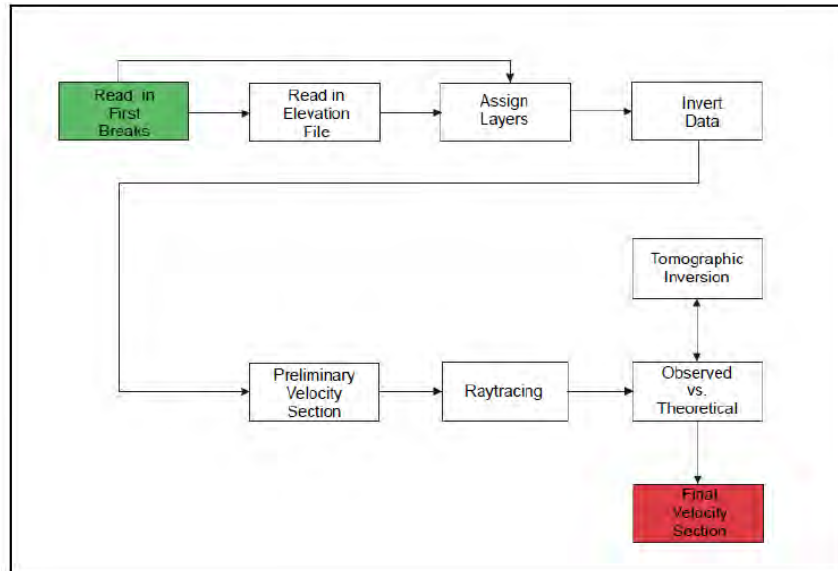 Read in
First
Breaks
Read in
Elevation
File
Assign
Layers
Invert
Data
Tomographic
Inversion
Preliminary
Velocity
Section
Raytracing
Observed
vs.
Theoretical
Final
Velocity
Section